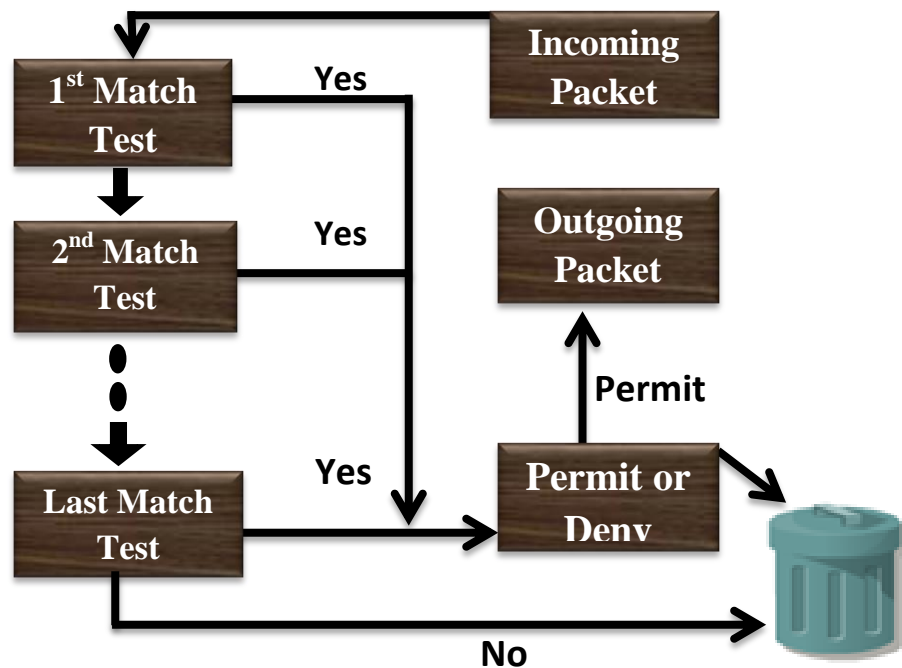 Incoming
Packet
1st Match
Test
Yes
2nd Match
Test
Yes
Outgoing
Packet
Permit
Last Match
Test
Yes
Permit or
Deny
No